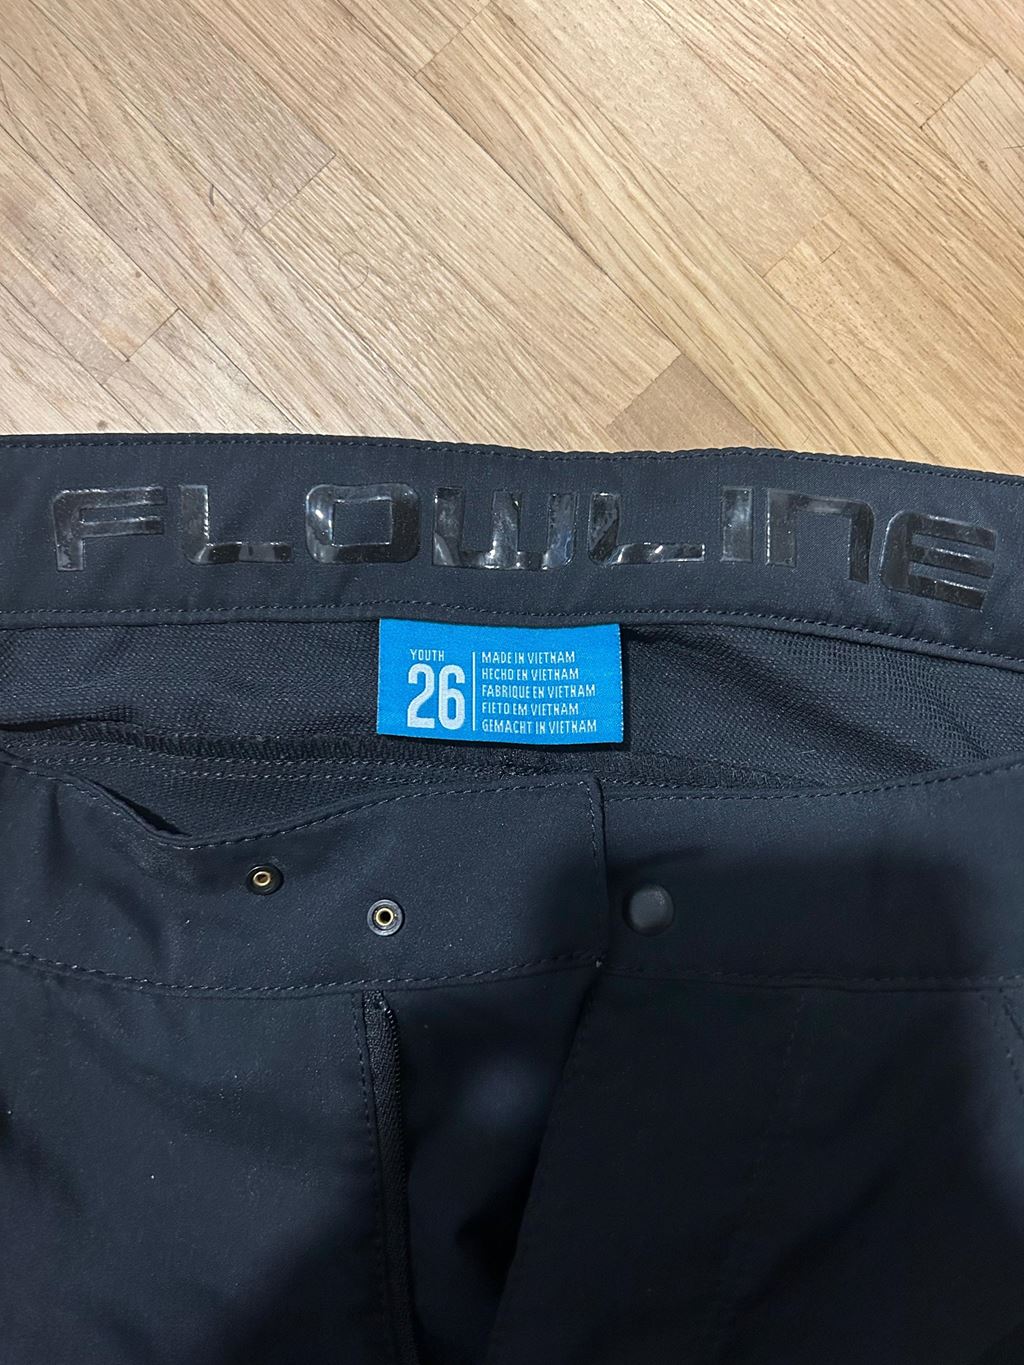 FLOWLINE
YOUTH
26
MADE IN VIETNAM
HECHO EN VIETNAM
FABRIQUE EN VIETNAM
FIETO EM VIETNAM
GEMACHT IN VIETNAM